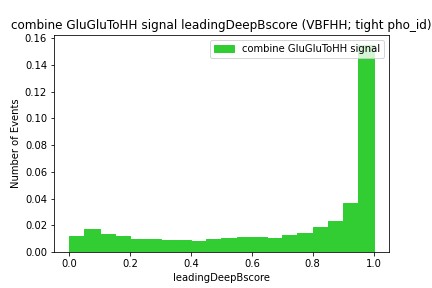 combine GluGluToHH signal leadingDeepBscore (VBFHH; tight pho_id)
combine GluGluToHH signal
Number of Events
0.16
0.14
0.12
0.10
0.08
0.06
0.04
0.02
0.00
0.0 0.2 0.4 0.6 0.8 1.0
leadingDeepBscore